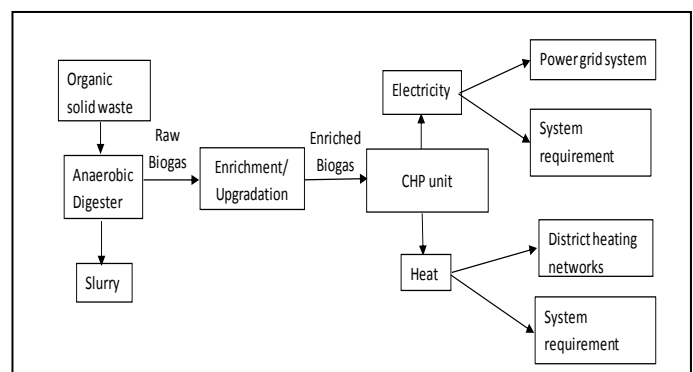 Organic
solid waste
Raw
Biogas
Anaerobic
Digester
Slurry
Enrichment/
Upgradation
Enriched
Biogas
CHP unit
Electricity
Power grid system
System
requirement
Heat
District heating
networks
System
requirement